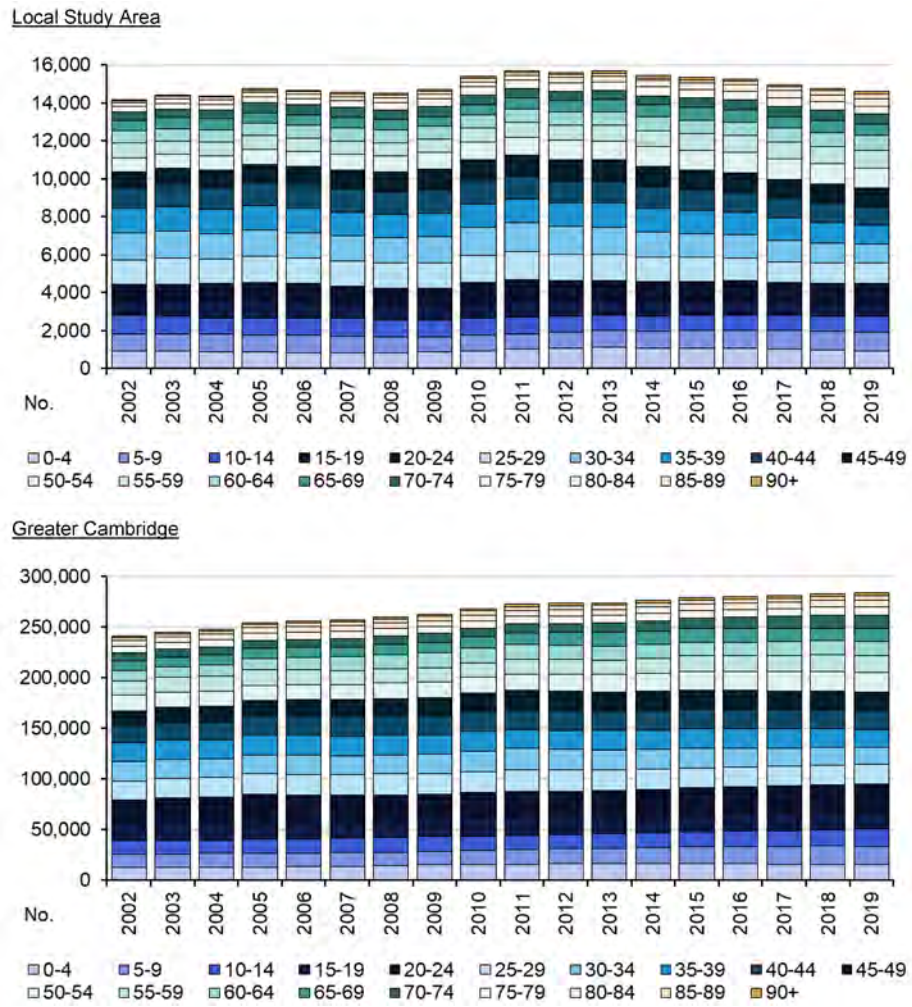 Local Study Area
16,000
14,000
12,000
10,000
8,000
6,000
4,000
2,000
0
No.
2002 2003 2004 2005 2006 2007 2008 2009 2010 2011 2012 2013 2014 2015 2016 2017 2018 2019
0-4 5-9 10-14 15-19 20-24 25-29 30-34 35-39 40-44 45-49
50-54 55-59 60-64 65-69 70-74 75-79 80-84 85-89 90+
Greater Cambridge
300,000
250,000
200,000
150,000
100,000
50,000
0
No.
2002 2003 2004 2005 2006 2007 2008 2009 2010 2011 2012 2013 2014 2015 2016 2017 2018 2019
0-4 5-9 10-14 15-19 20-24 25-29 30-34 35-39 40-44 45-49
50-54 55-59 60-64 65-69 70-74 75-79 80-84 85-89 90+